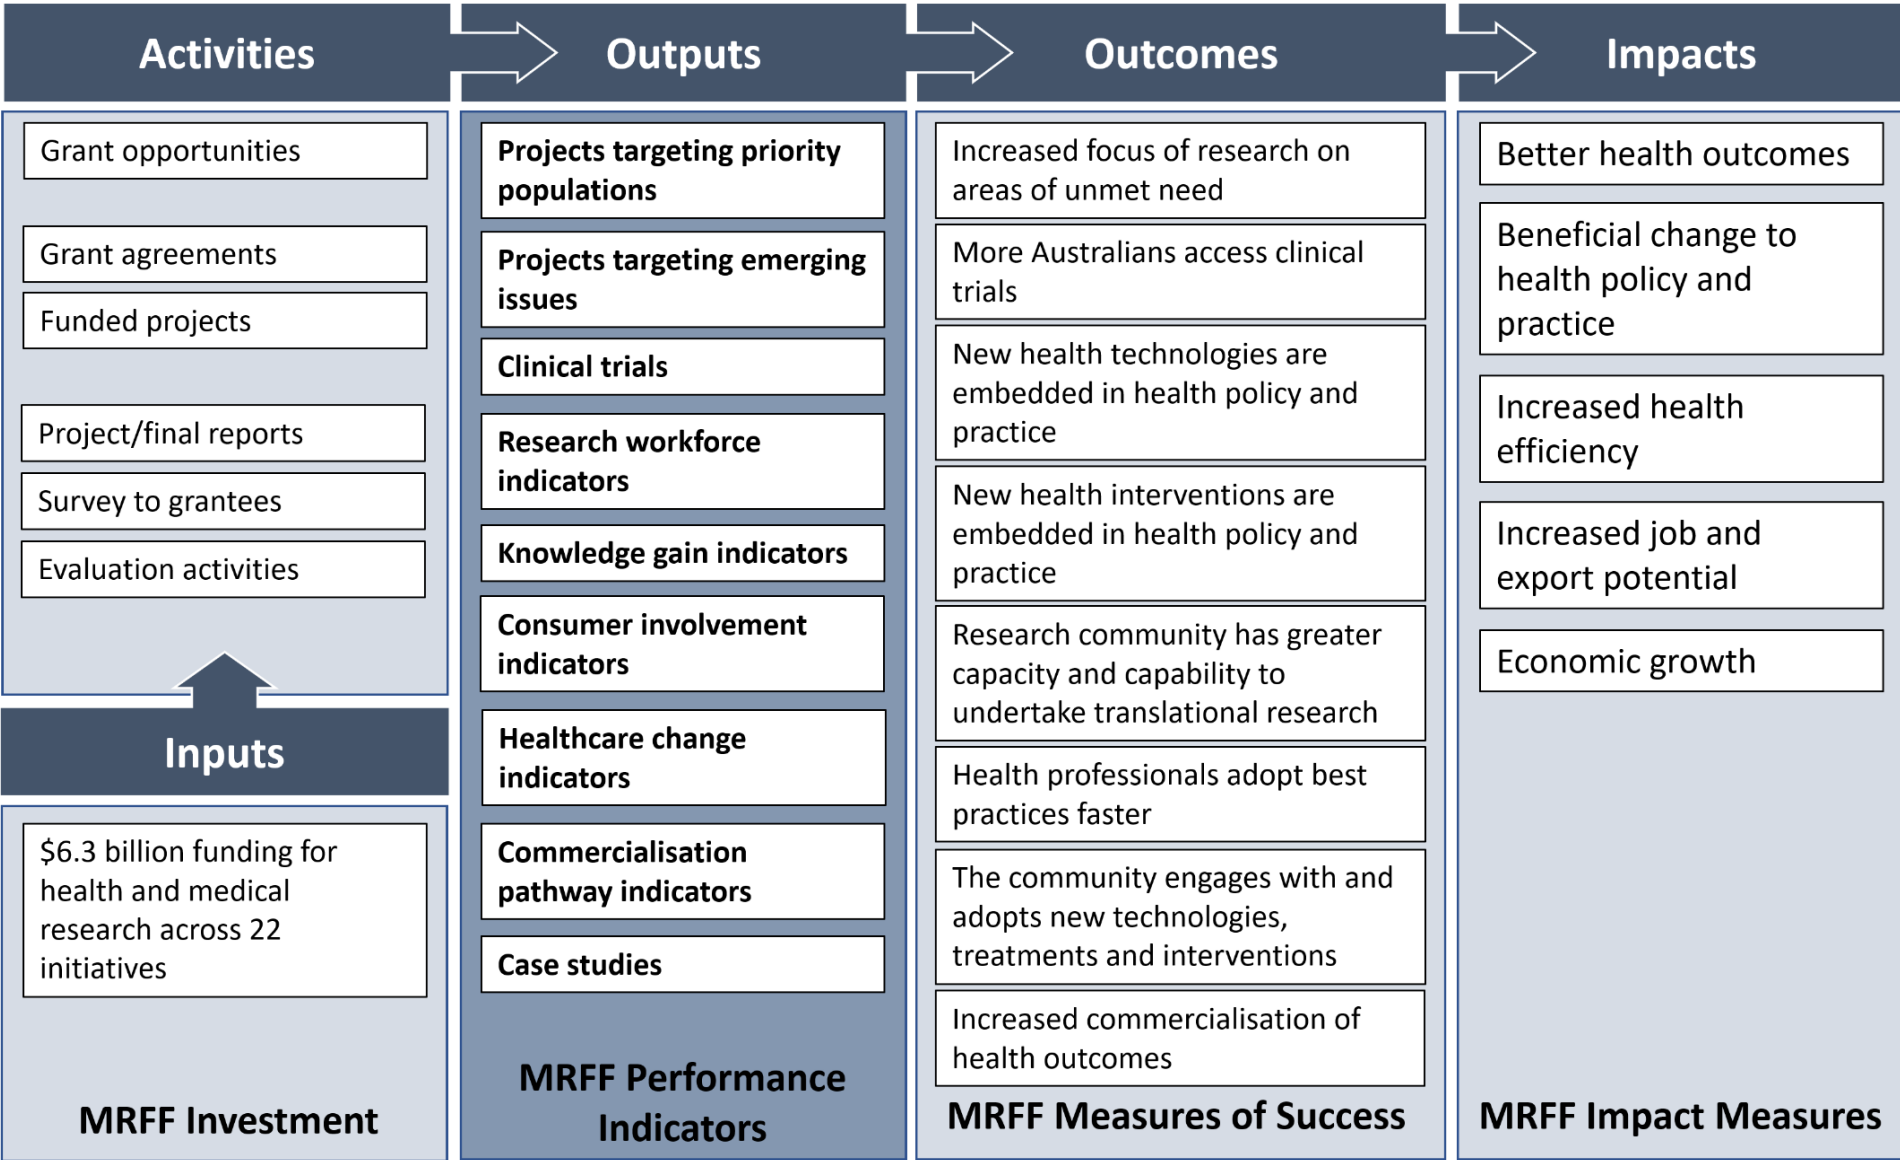 Activities
Grant opportunities
Grant agreements
Funded projects
Project/final reports
Survey to grantees
Evaluation activities
Inputs
$6.3 billion funding for
health and medical
research across 22
initiatives
MRFF Investment
Outputs
Projects targeting priority
populations
Projects targeting emerging
issues
Clinical trials
Research workforce
indicators
Knowledge gain indicators
Consumer involvement
indicators
Healthcare change
indicators
Commercialisation
pathway indicators
Case studies
MRFF Performance
Indicators
Outcomes
Increased focus of research on
areas of unmet need
More Australians access clinical
trials
New health technologies are
embedded in health policy and
practice
New health interventions are
embedded in health policy and
practice
Research community has greater
capacity and capability to
undertake translational research
Health professionals adopt best
practices faster
The community engages with and
adopts new technologies,
treatments and interventions
Increased commercialisation of
health outcomes
MRFF Measures of Success
Impacts
Better health outcomes
Beneficial change to
health policy and
practice
Increased health
efficiency
Increased job and
export potential
Economic growth
MRFF Impact Measures